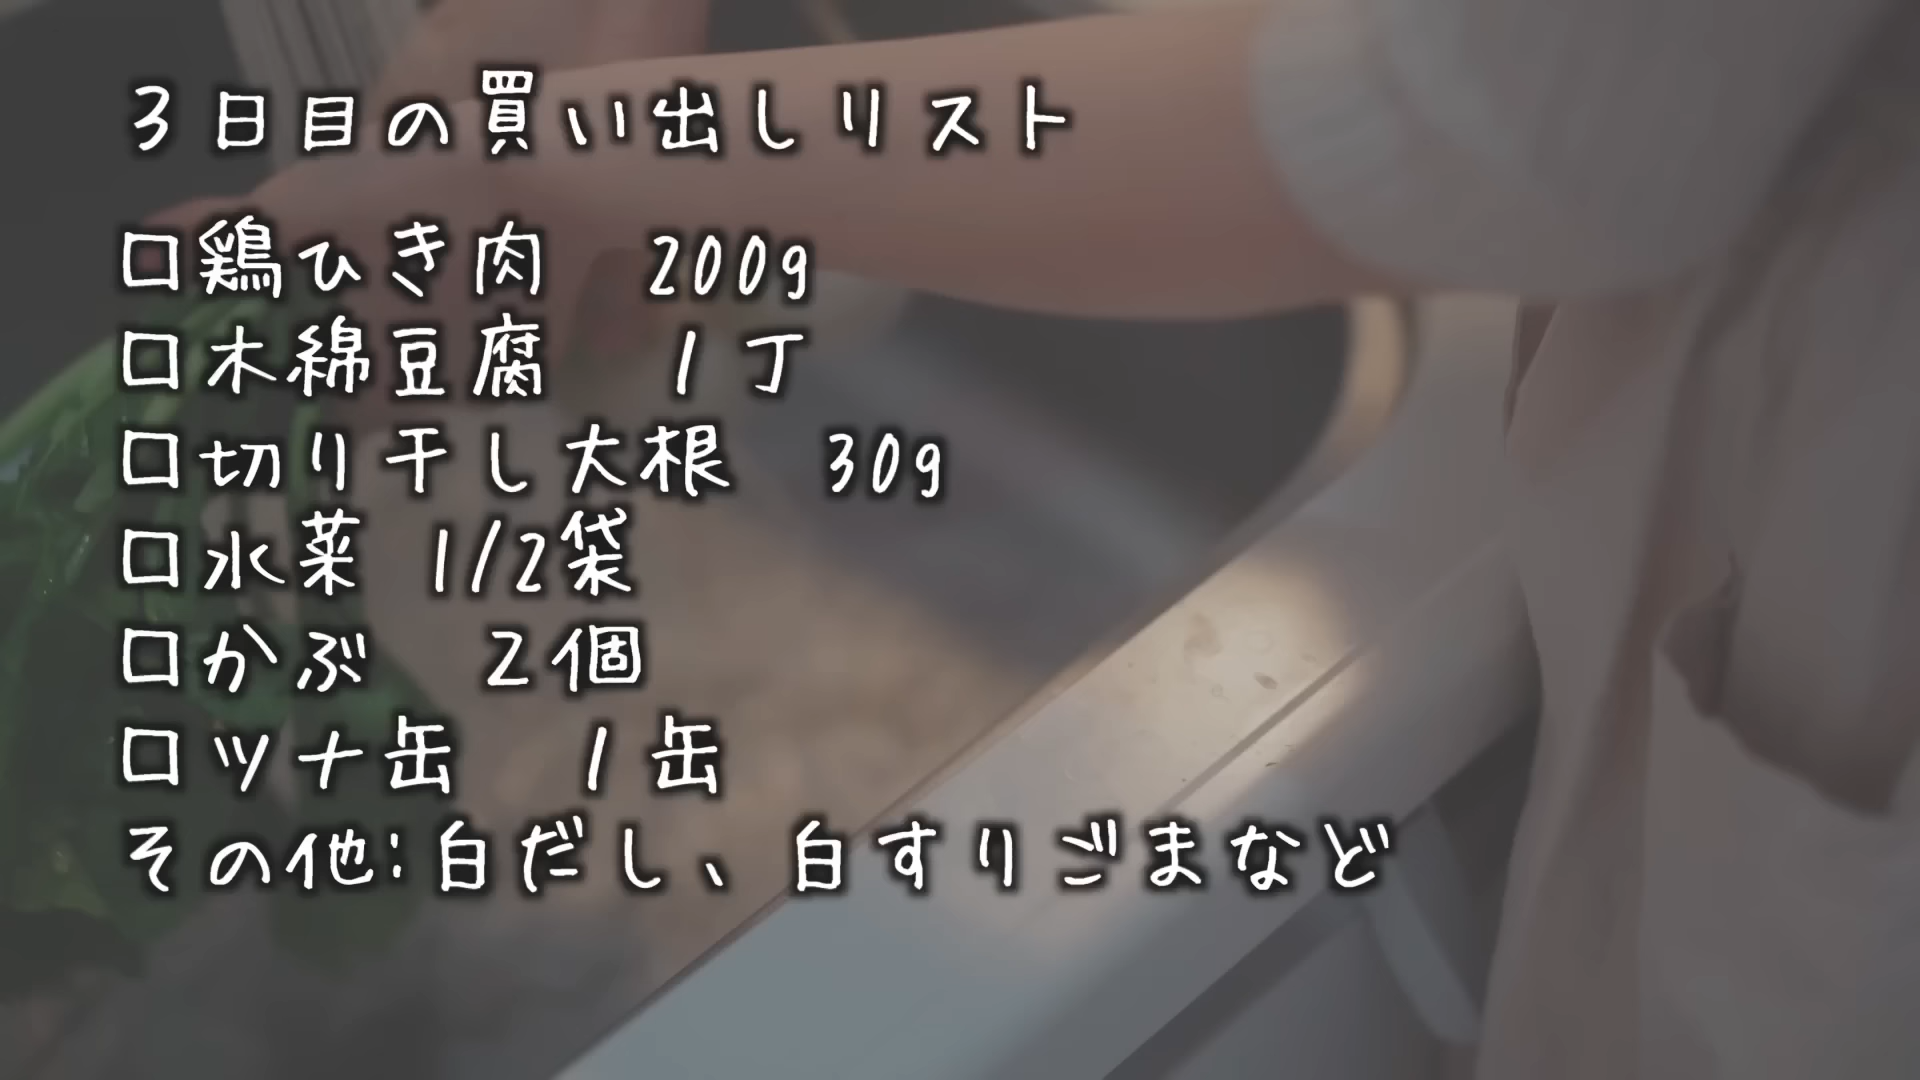 3日目の買い出しリスト
□鶏ひき肉　200g
□木綿豆腐　1丁
□切り干し大根　30g
□水菜 1/2袋
□かぶ　2個
□ツナ缶　1缶
その他:白だし、白すりごまなど